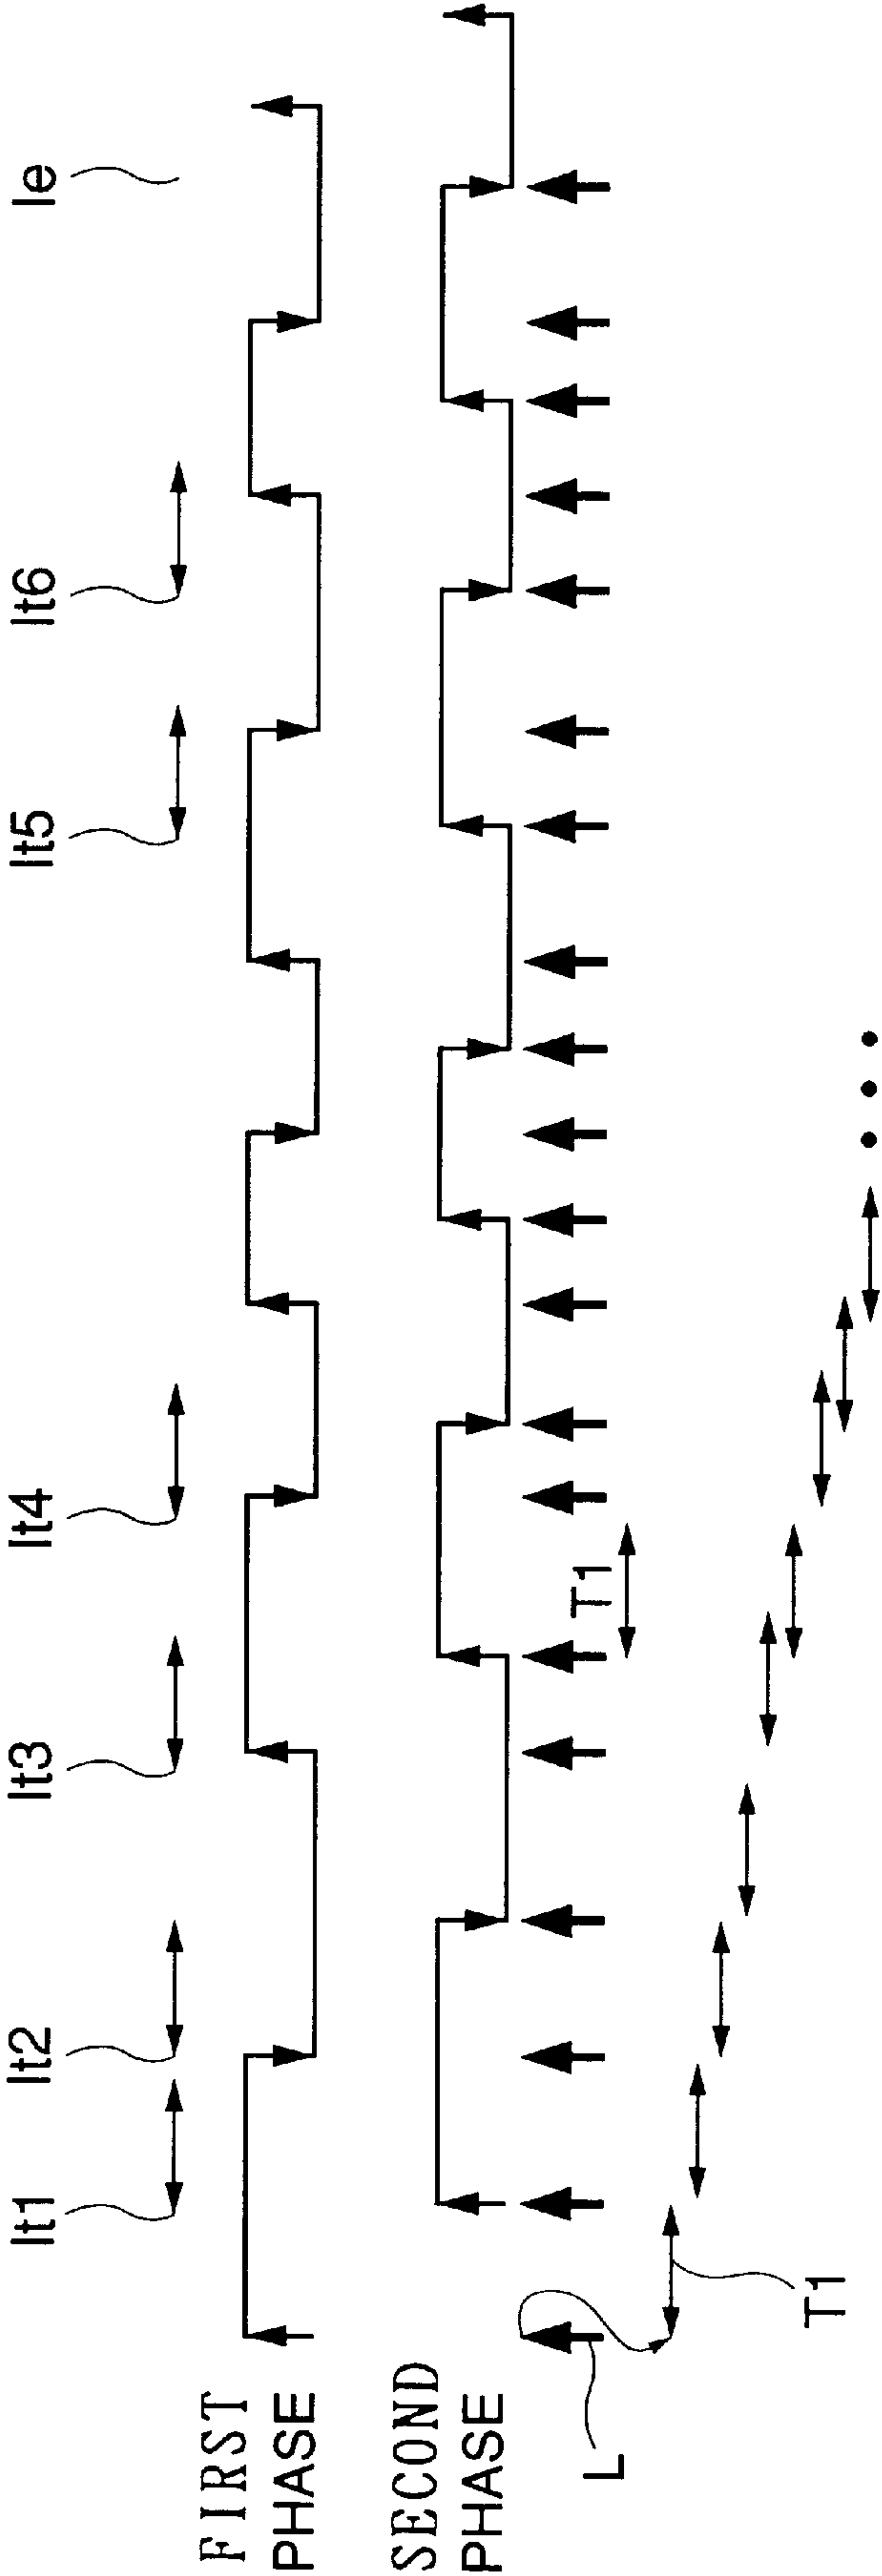 It1
It2
It3
It4
It5
It6
Ie
FIRST
PHASE
SECOND
PHASE
T1
L
T1